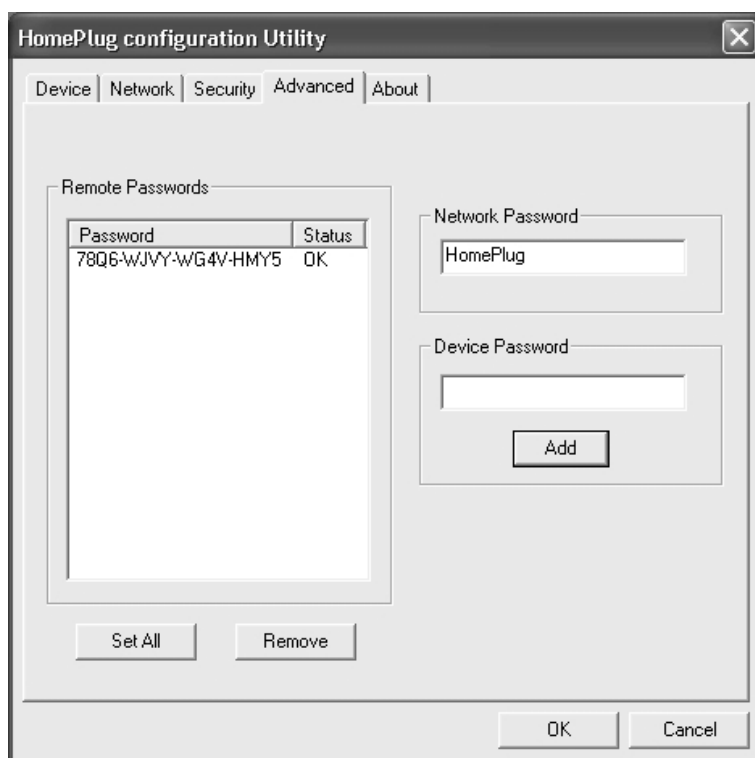 HomePlug configuration Utility
Device Network Security Advanced About
Remote Passwords
Password Status
78Q6-WJVY-WG4V-HMY5 OK
Network Password
HomePlug
Device Password
Add
Set All Remove
OK Cancel